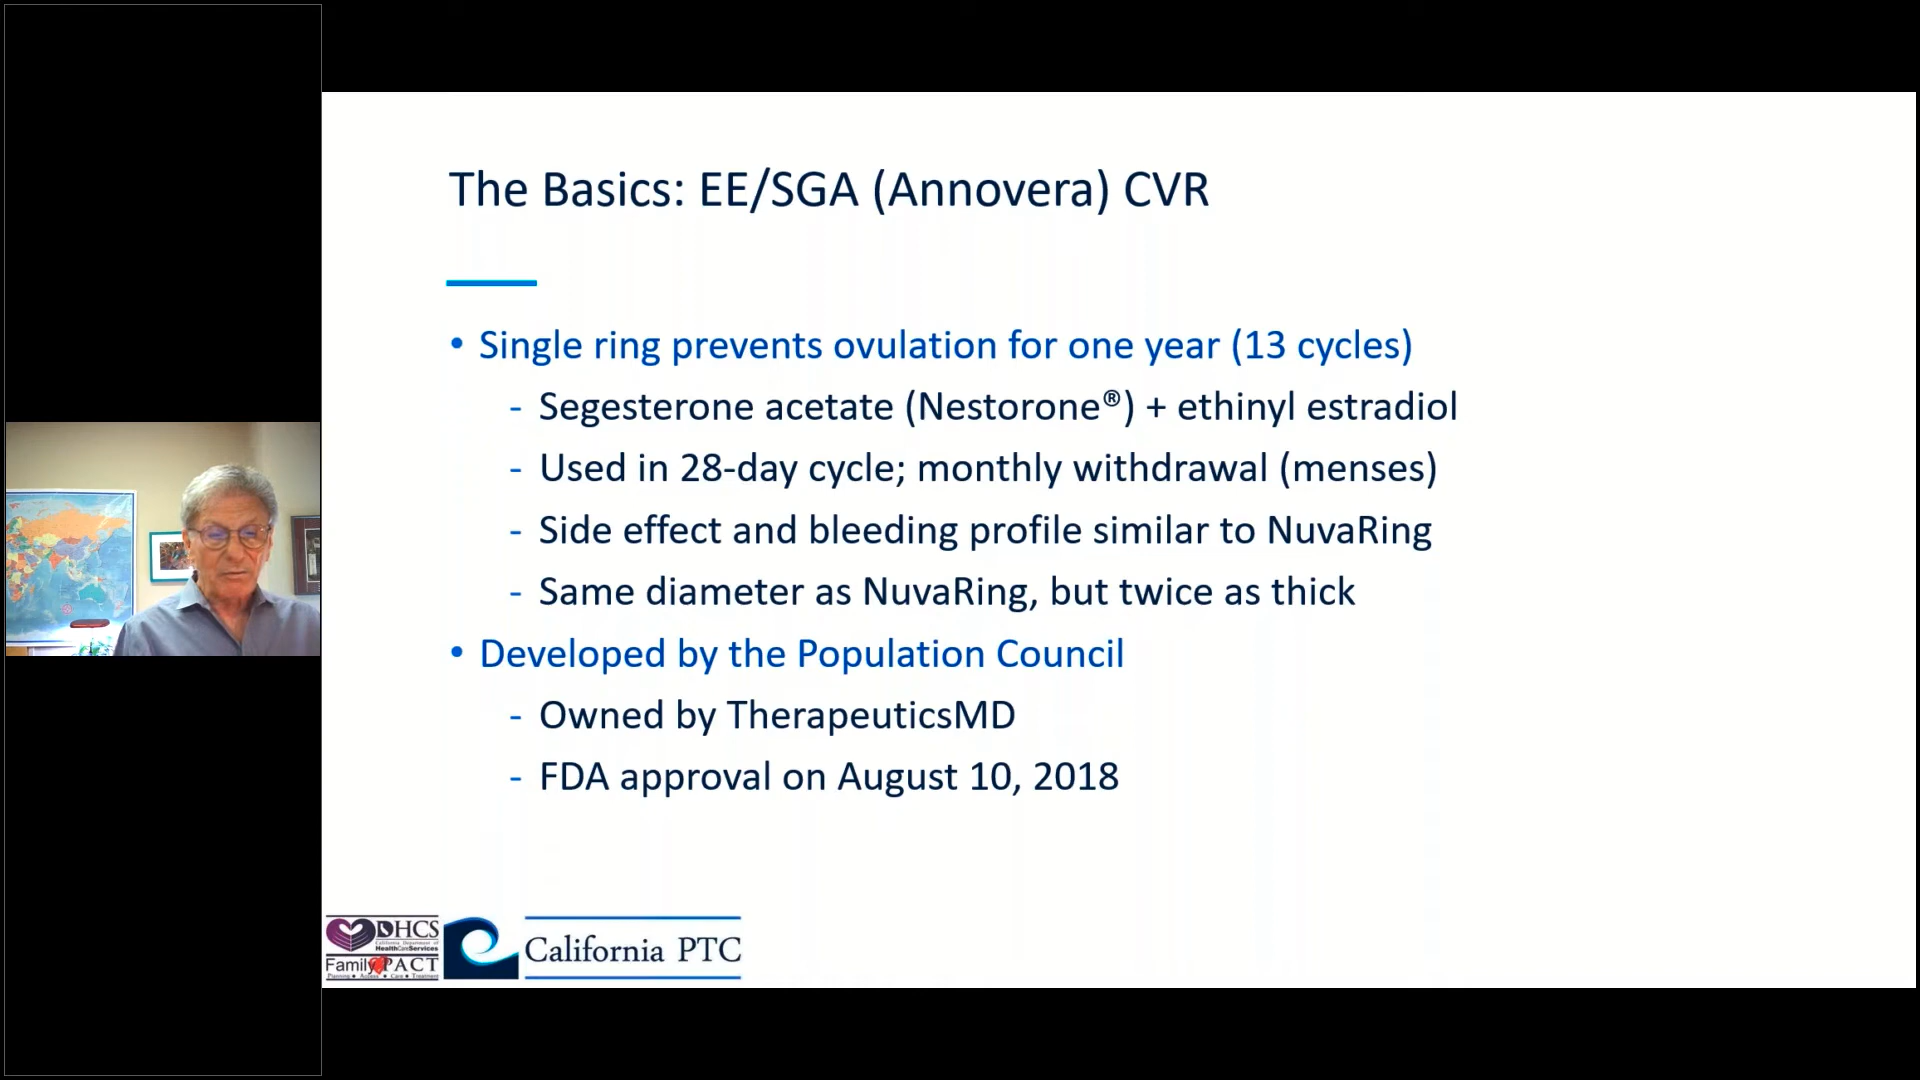 The Basics: EE/SGA (Annovera) CVR
• Single ring prevents ovulation for one year (13 cycles)
- Segesterone acetate (Nestorone®) + ethinyl estradiol
- Used in 28-day cycle; monthly withdrawal (menses)
- Side effect and bleeding profile similar to NuvaRing
- Same diameter as NuvaRing, but twice as thick
• Developed by the Population Council
- Owned by TherapeuticsMD
- FDA approval on August 10, 2018
DHCS
California Department of
HealthCareServices
Family PACT
Planning • Access • Care • Treatment
California PTC